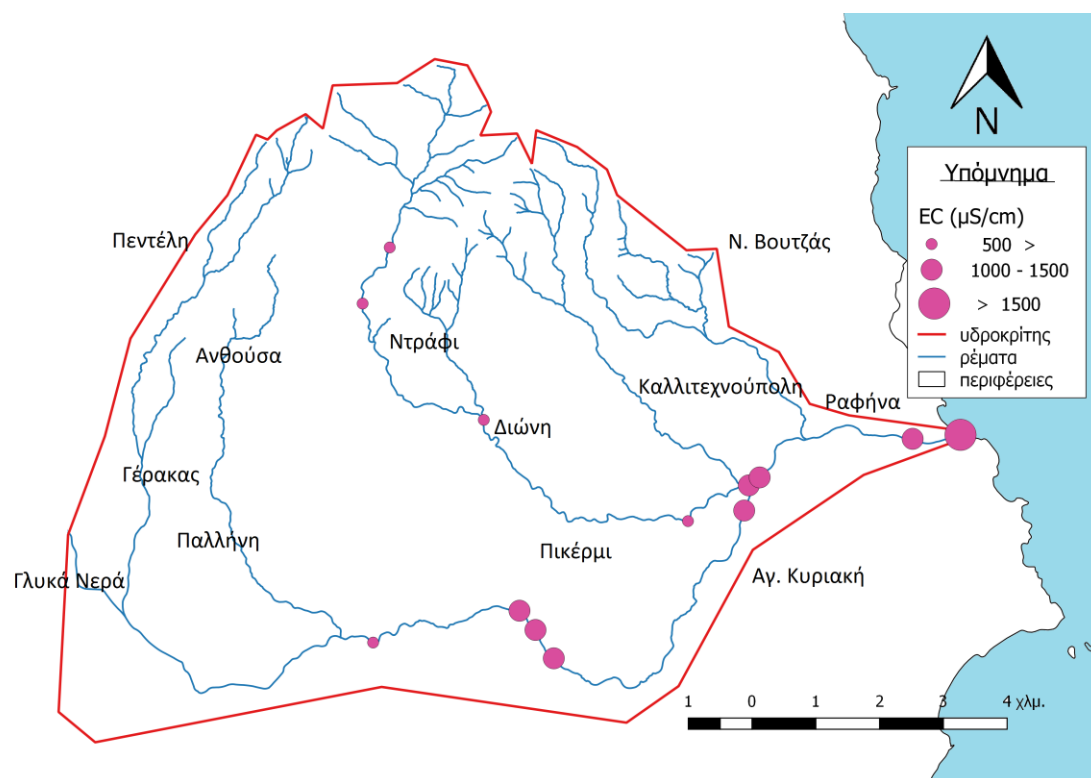 N
Υπόμνημα
EC (μS/cm)
500 >
1000 - 1500
> 1500
υδροκρίτης
ρέματα
περιφέρειες
Πεντέλη
Ν. Βουτζάς
Ανθούσα
Ντράφι
Καλλιτεχνούπολη
Ραφήνα
Διώνη
Γέρακας
Παλλήνη
Πικέρμι
Γλυκά Νερά
Αγ. Κυριακή
1 0 1 2 3 4 χλμ.